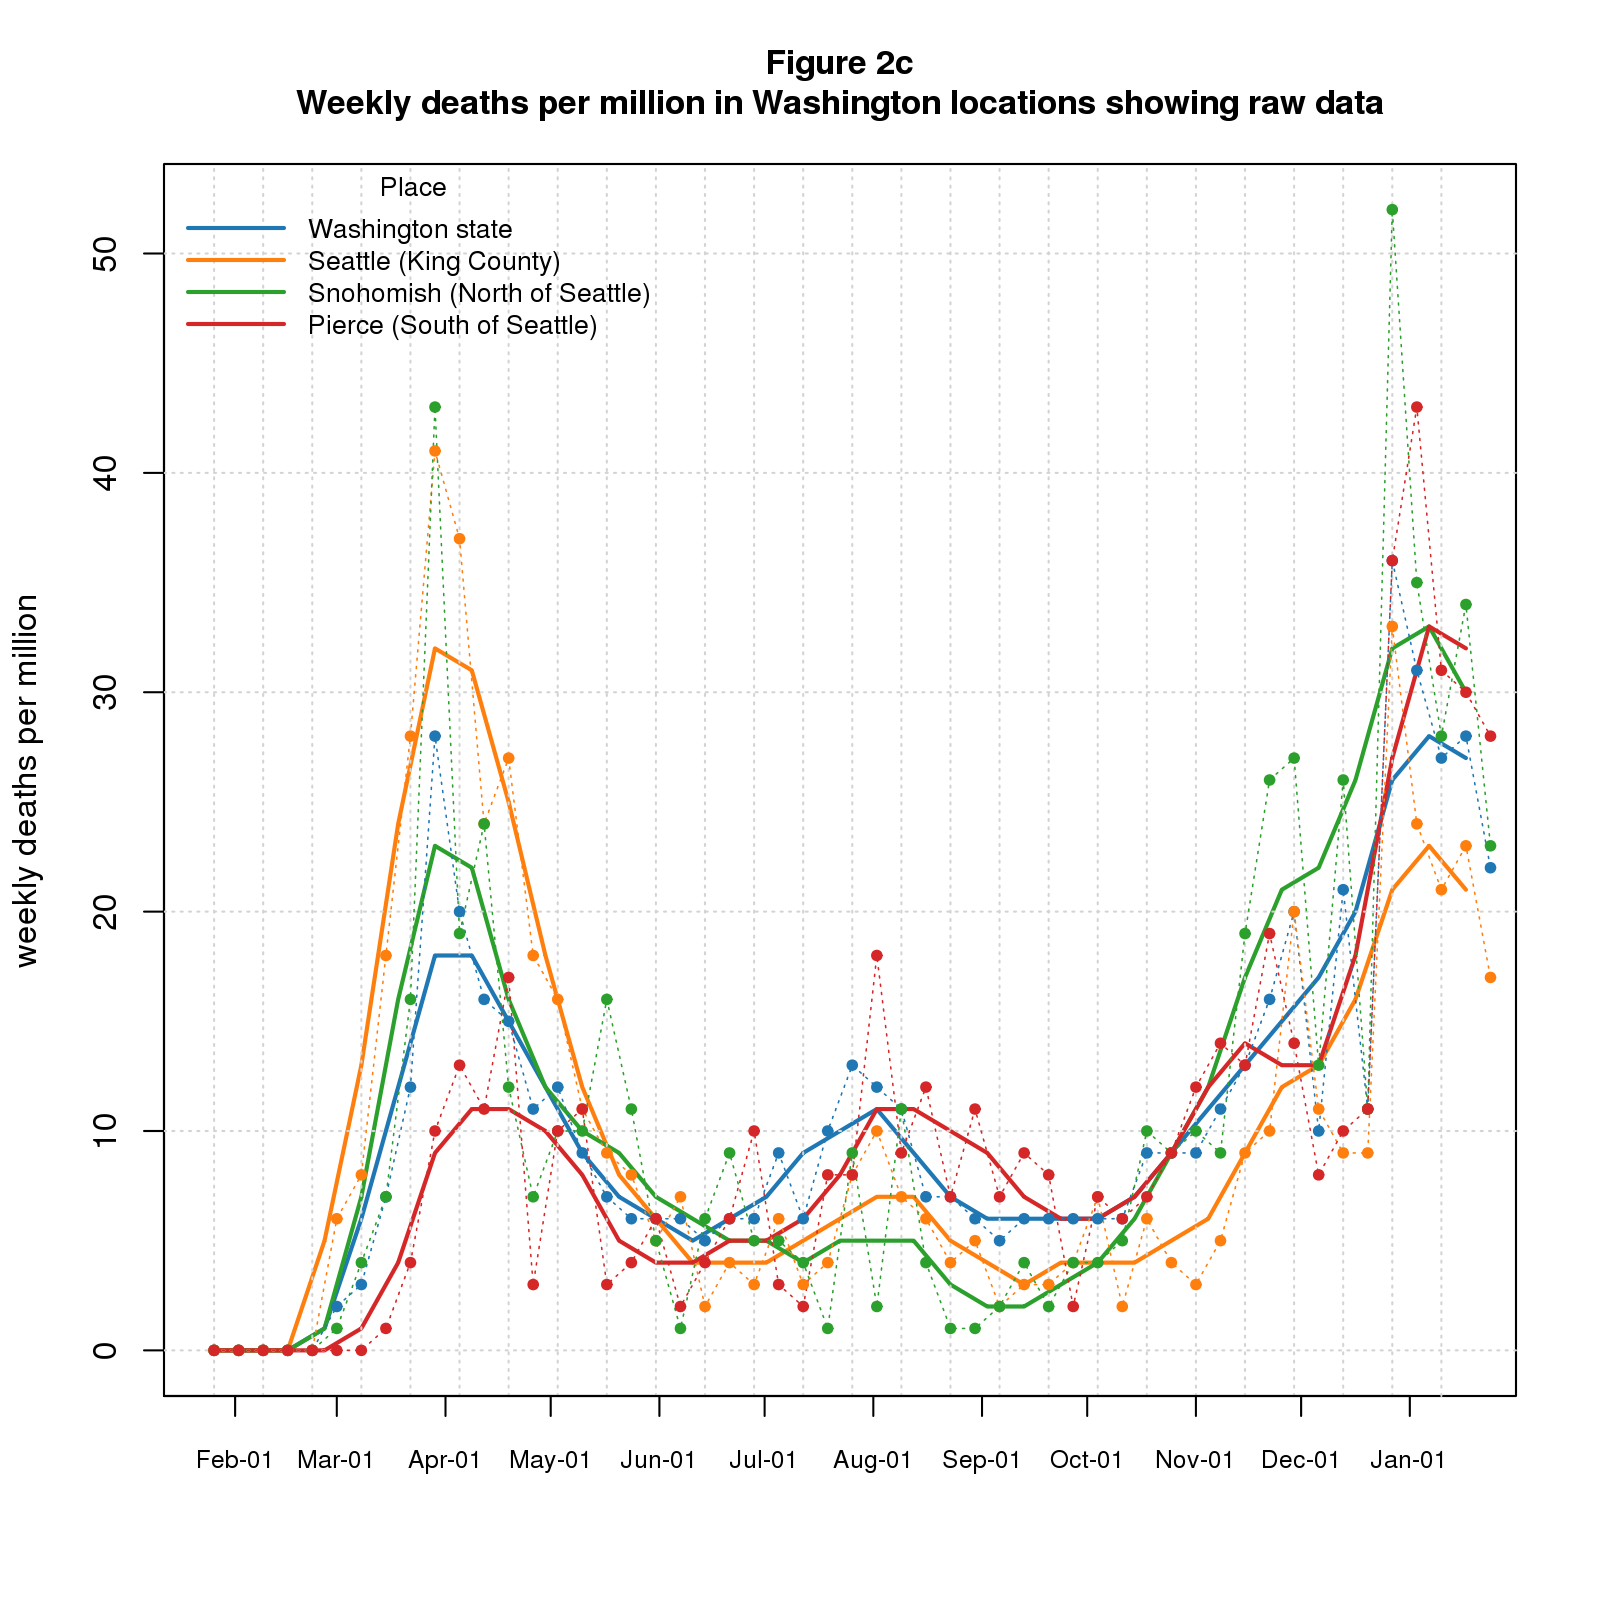 Figure 2c
Weekly deaths per million in Washington locations showing raw data
Place
Washington state
Seattle (King County)
Snohomish (North of Seattle)
Pierce (South of Seattle)
weekly deaths per million
50
40
30
20
10
0
Feb-01 Mar-01 Apr-01 May-01 Jun-01 Jul-01 Aug-01 Sep-01 Oct-01 Nov-01 Dec-01 Jan-01